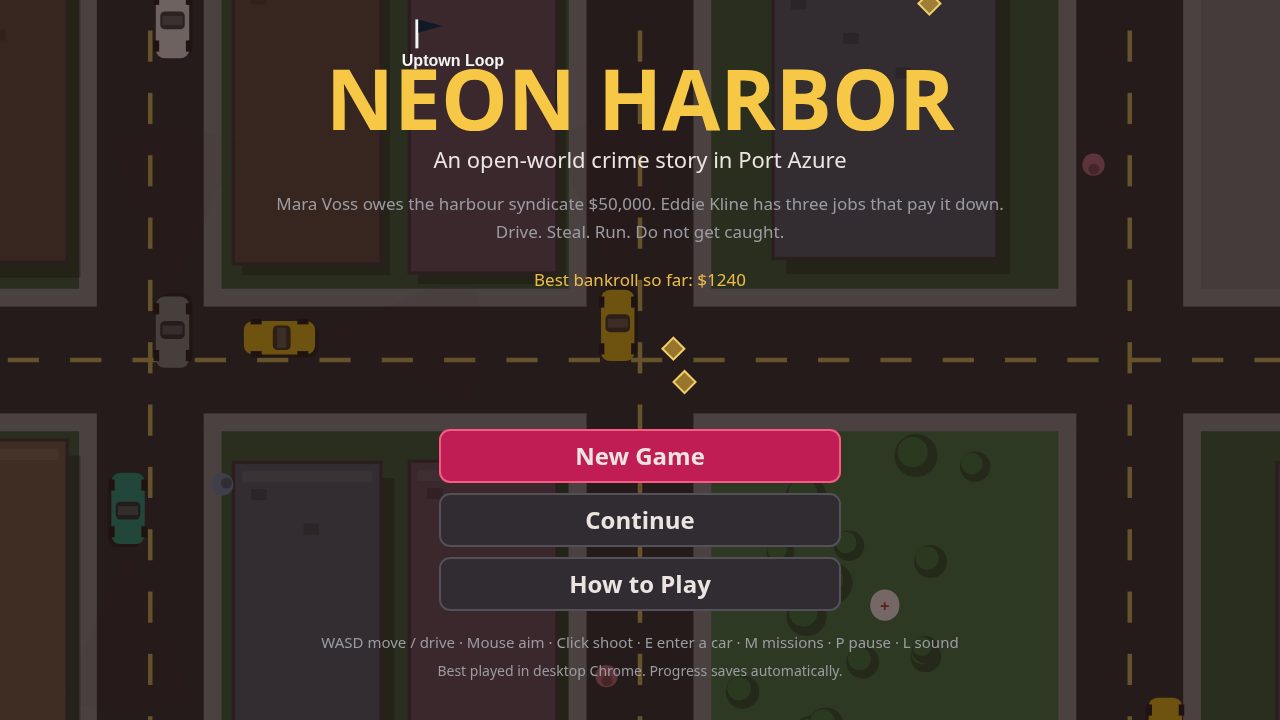 Uptown Loop
NEON HARBOR
An open-world crime story in Port Azure
Mara Voss owes the harbour syndicate $50,000. Eddie Kline has three jobs that pay it down.
Drive. Steal. Run. Do not get caught.
Best bankroll so far: $1240
New Game
Continue
How to Play
WASD move / drive · Mouse aim · Click shoot · E enter a car · M missions · P pause · L sound
Best played in desktop Chrome. Progress saves automatically.